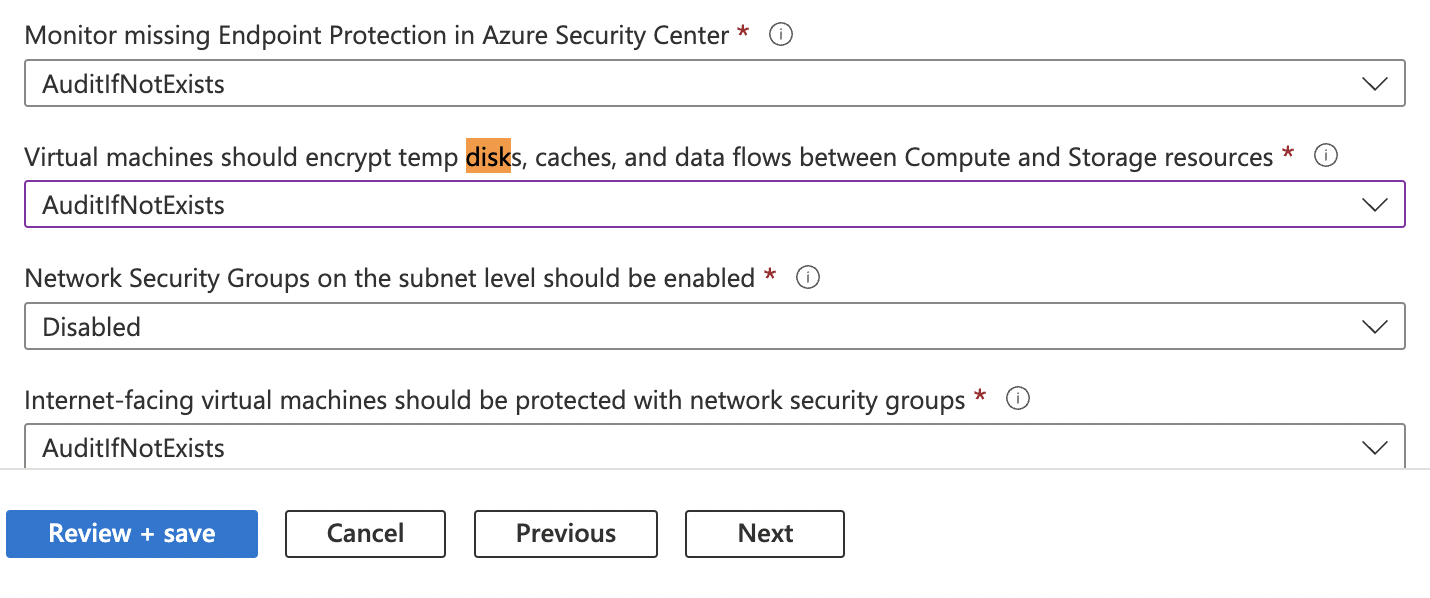 Monitor missing Endpoint Protection in Azure Security Center *
AuditIfNotExists
Virtual machines should encrypt temp disks, caches, and data flows between Compute and Storage resources *
AuditIfNotExists
Network Security Groups on the subnet level should be enabled *
Disabled
Internet-facing virtual machines should be protected with network security groups *
AuditIfNotExists
Review + save Cancel Previous Next